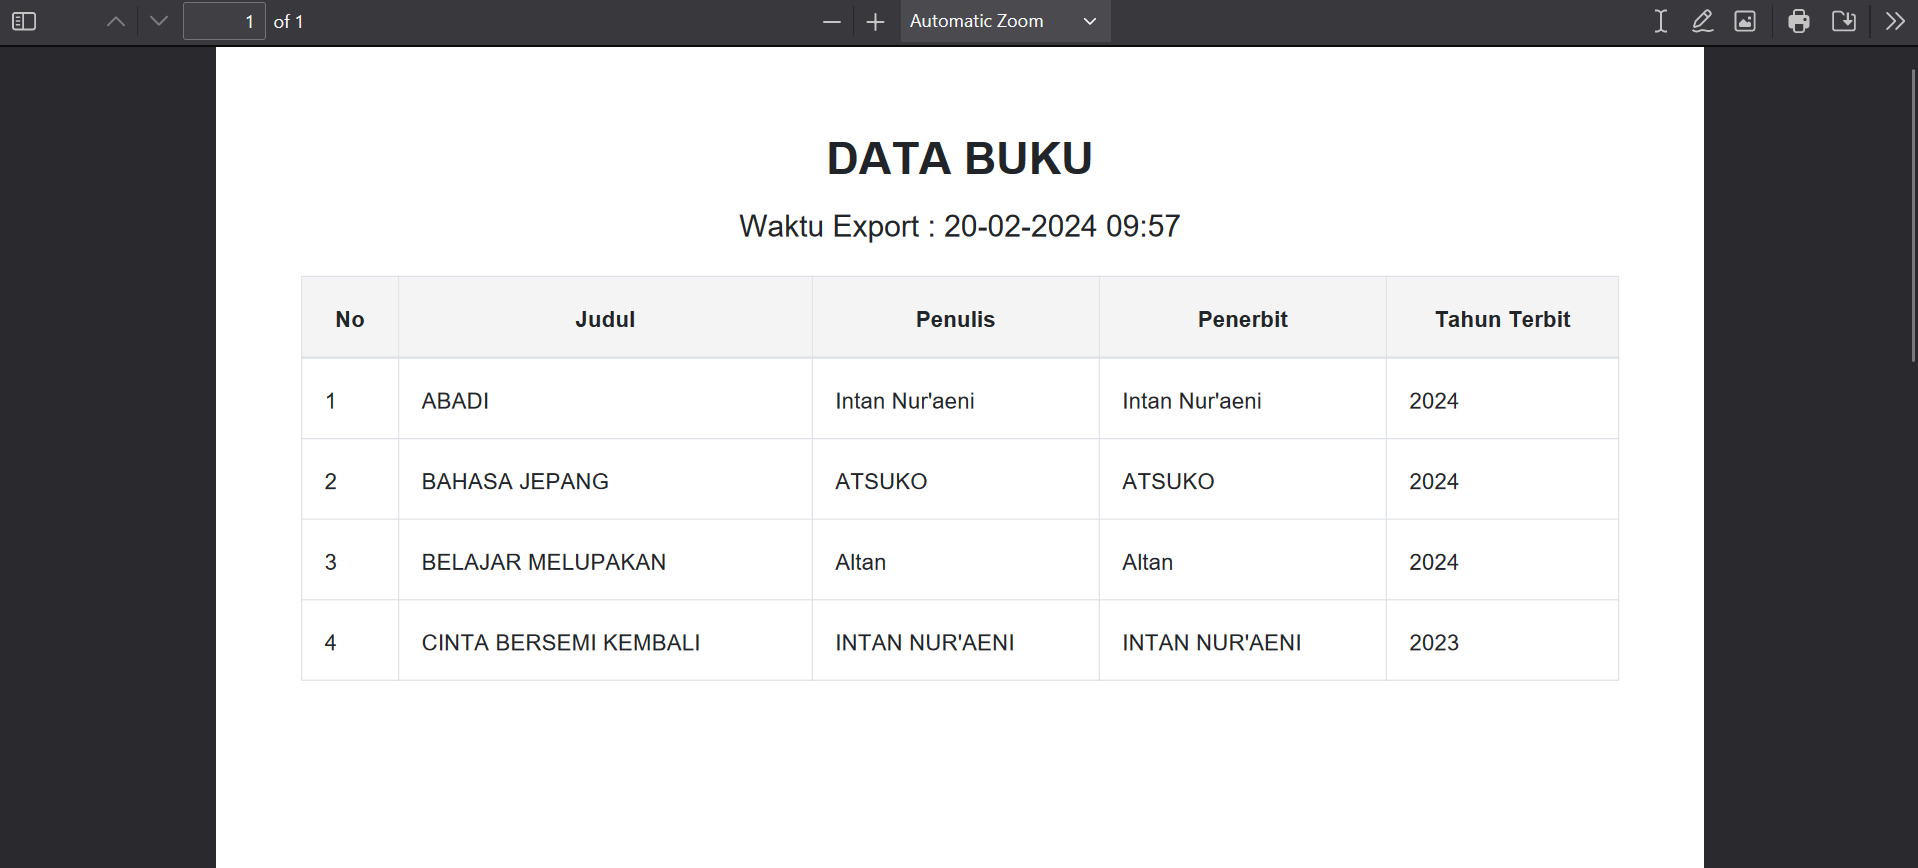 1 of 1 Automatic Zoom
DATA BUKU
Waktu Export : 20-02-2024 09:57
No Judul Penulis Penerbit Tahun Terbit
1 ABADI Intan Nur'aeni Intan Nur'aeni 2024
2 BAHASA JEPANG ATSUKO ATSUKO 2024
3 BELAJAR MELUPAKAN Altan Altan 2024
4 CINTA BERSEMI KEMBALI INTAN NUR'AENI INTAN NUR'AENI 2023